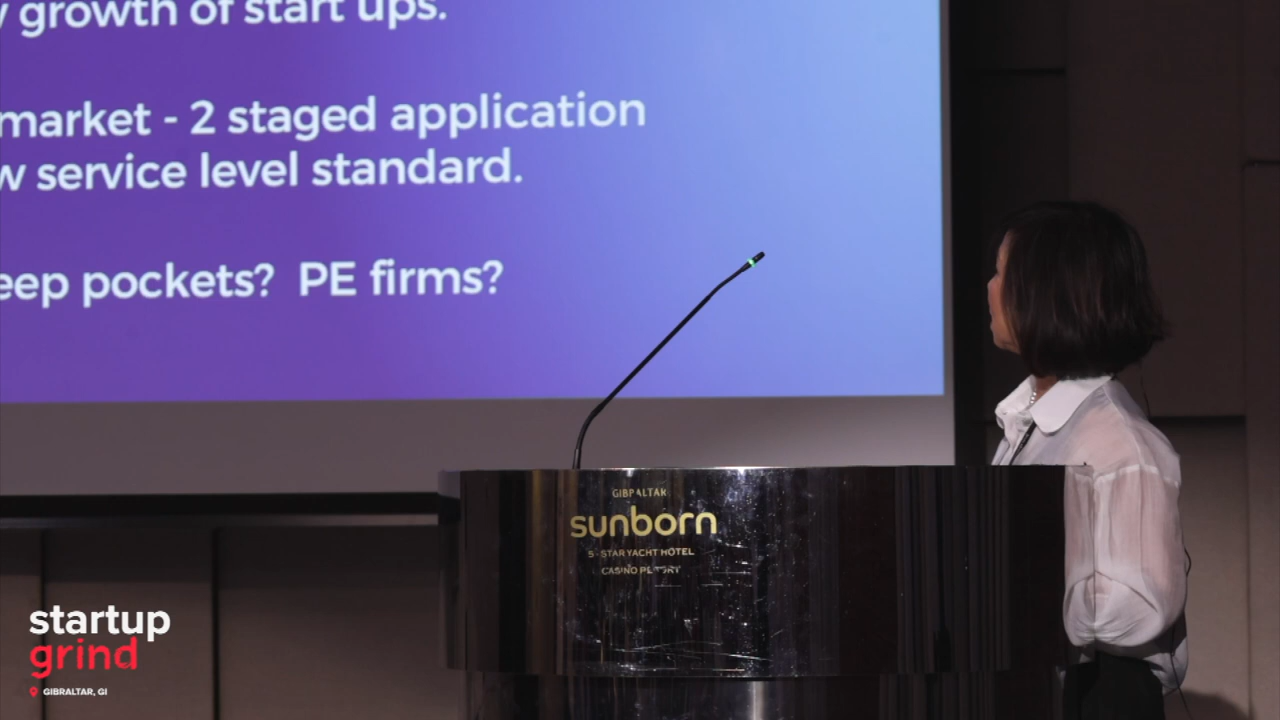 growth of start ups.
market - 2 staged application
w service level standard.
eep pockets?  PE firms?
GIBRALTAR
sunborn
5 - STAR YACHT HOTEL
CASINO
startup
grind
GIBRALTAR, GI